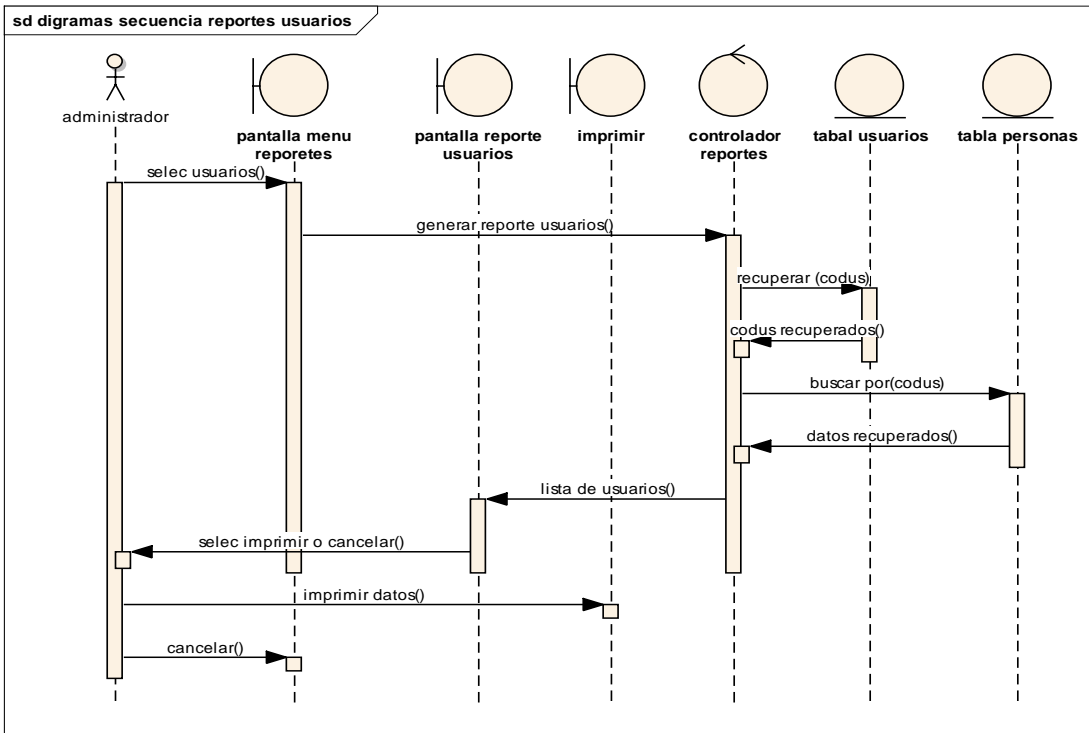 sd digramas secuencia reportes usuarios
administrador
pantalla menu
reporetes
pantalla reporte
usuarios
imprimir
controlador
reportes
tabal usuarios
tabla personas
selec usuarios()
generar reporte usuarios()
recuperar (codus)
codus recuperados()
buscar por(codus)
datos recuperados()
lista de usuarios()
selec imprimir o cancelar()
imprimir datos()
cancelar()